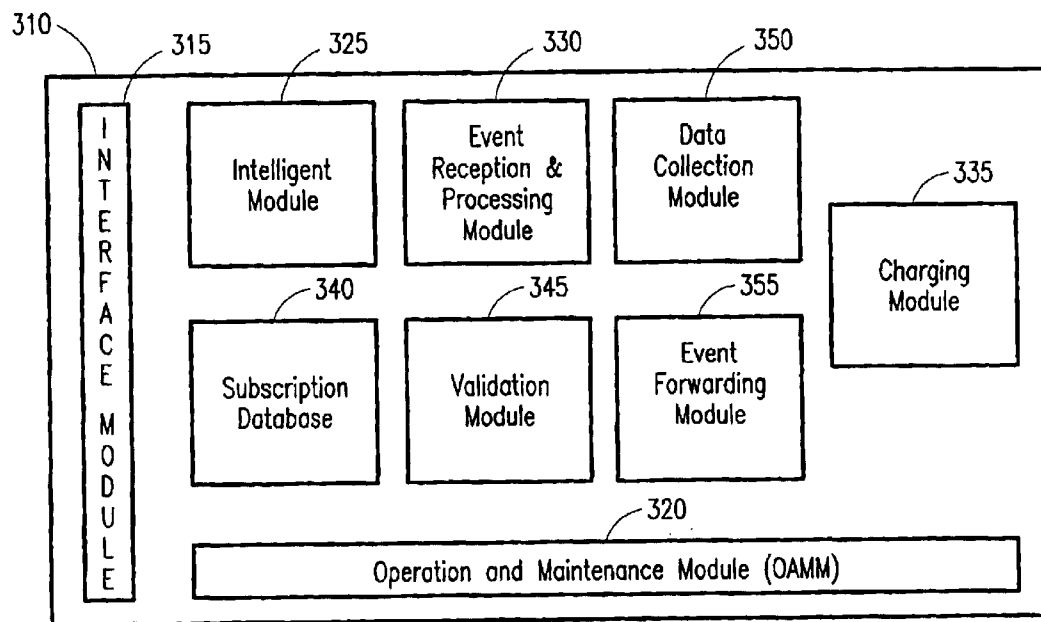 310
315
325
330
350
INTERFACE MODULE
Intelligent
Module
Event
Reception &
Processing
Module
Data
Collection
Module
335
Charging
Module
340
345
355
Subscription
Database
Validation
Module
Event
Forwarding
Module
320
Operation and Maintenance Module (OAMM)